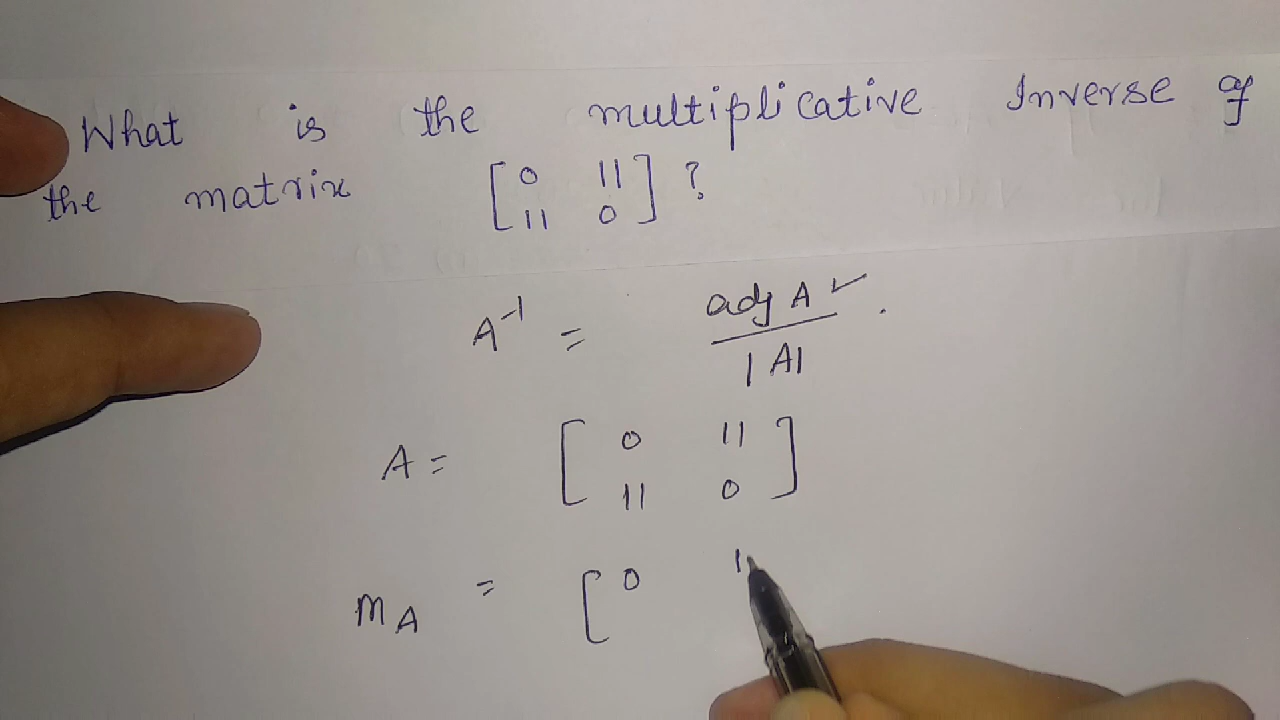 What is the multiplicative Inverse of
the matrix [0 11
11 0] ?
A⁻¹ = adj A ✓ .
|A|
A = [0 11
11 0]
mA = [0 1